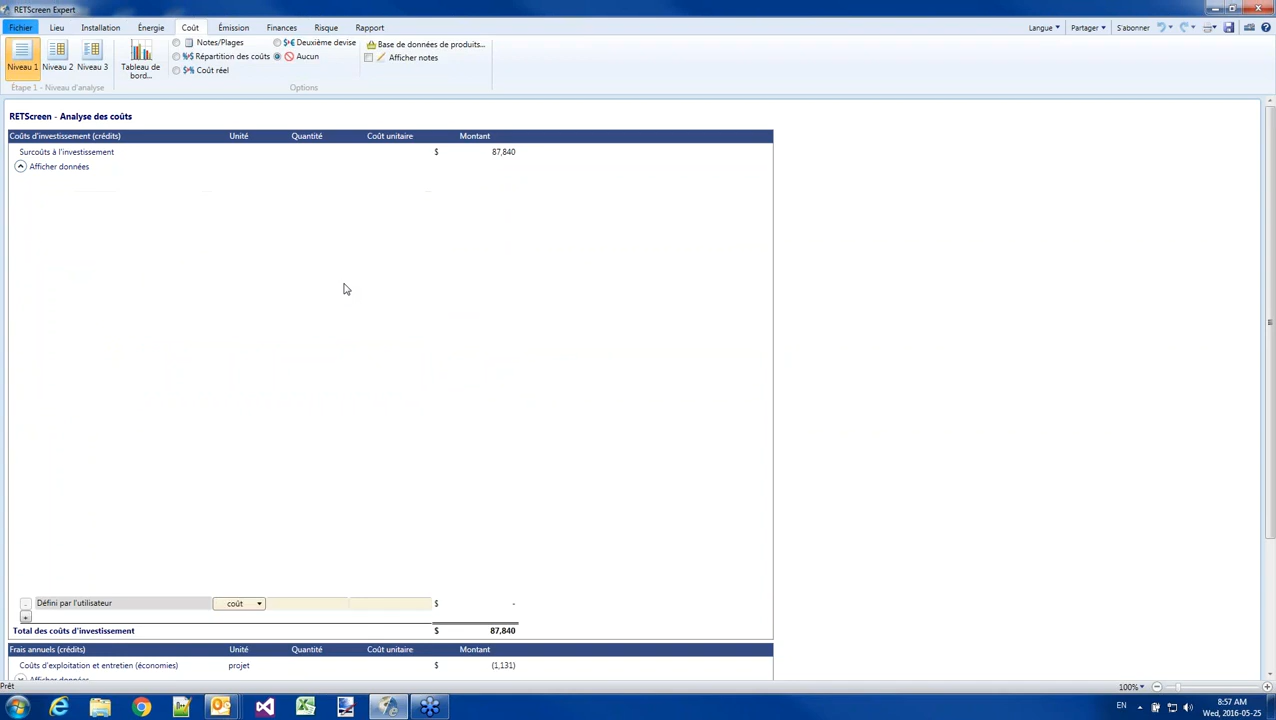 RETScreen Expert
Fichier Lieu Installation Énergie Coût Émission Finances Risque Rapport Langue Partager S'abonner
Niveau 1 Niveau 2 Niveau 3
Étape 1 - Niveau d'analyse
Tableau de
bord...
Notes/Plages $+€ Deuxième devise
Répartition des coûts Aucun
Coût réel
Options
Base de données de produits...
Afficher notes
RETScreen - Analyse des coûts
Coûts d'investissement (crédits) Unité Quantité Coût unitaire Montant
Surcoûts à l'investissement $ 87,840
Afficher données
- Défini par l'utilisateur coût $ -
+
Total des coûts d'investissement $ 87,840
Frais annuels (crédits) Unité Quantité Coût unitaire Montant
Coûts d'exploitation et entretien (économies) projet $ (1,131)
Afficher données
Prêt 100%
EN 8:57 AM
Wed, 2016-05-25